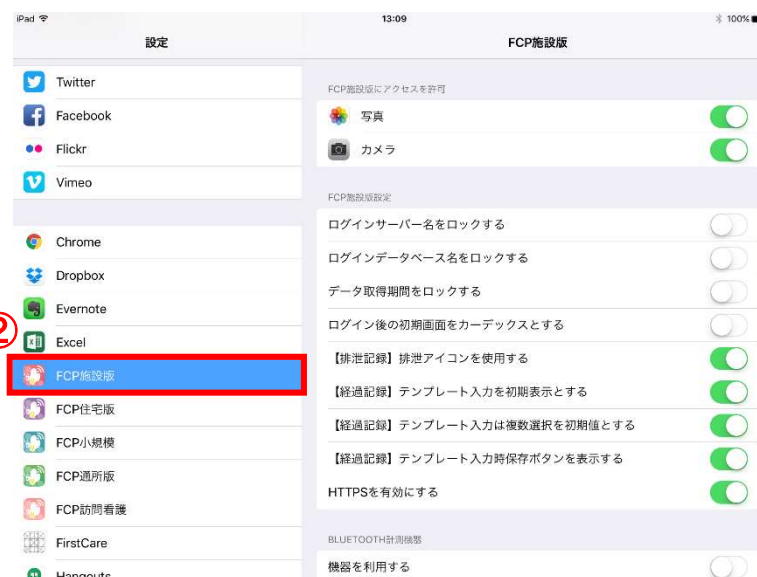 iPad
13:09
100%
設定
FCP施設版
Twitter
Facebook
Flickr
Vimeo
Chrome
Dropbox
Evernote
Excel
②
FCP施設版
FCP住宅版
FCP小規模
FCP通所版
FCP訪問看護
FirstCare
Hangouts
FCP施設版にアクセスを許可
写真
カメラ
FCP施設版設定
ログインサーバー名をロックする
ログインデータベース名をロックする
データ取得期間をロックする
ログイン後の初期画面をカーデックスとする
【排泄記録】排泄アイコンを使用する
【経過記録】テンプレート入力を初期表示とする
【経過記録】テンプレート入力は複数選択を初期値とする
【経過記録】テンプレート入力時保存ボタンを表示する
HTTPSを有効にする
BLUETOOTH計測機器
機器を利用する